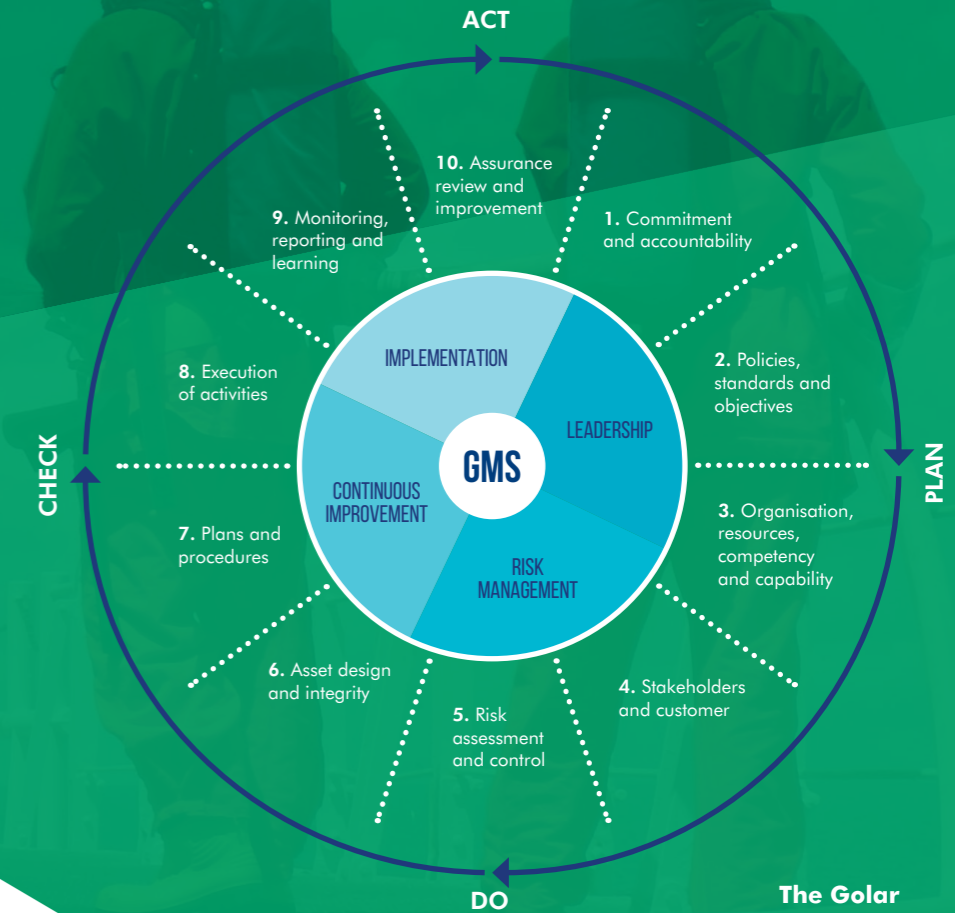 ACT
10. Assurance
review and
improvement
9. Monitoring,
reporting and
learning
1. Commitment
and accountability
8. Execution
of activities
2. Policies,
standards and
objectives
IMPLEMENTATION
LEADERSHIP
GMS
CONTINUOUS
IMPROVEMENT
RISK
MANAGEMENT
CHECK
PLAN
7. Plans and
procedures
3. Organisation,
resources,
competency
and capability
6. Asset design
and integrity
5. Risk
assessment
and control
4. Stakeholders
and customer
DO
The Golar